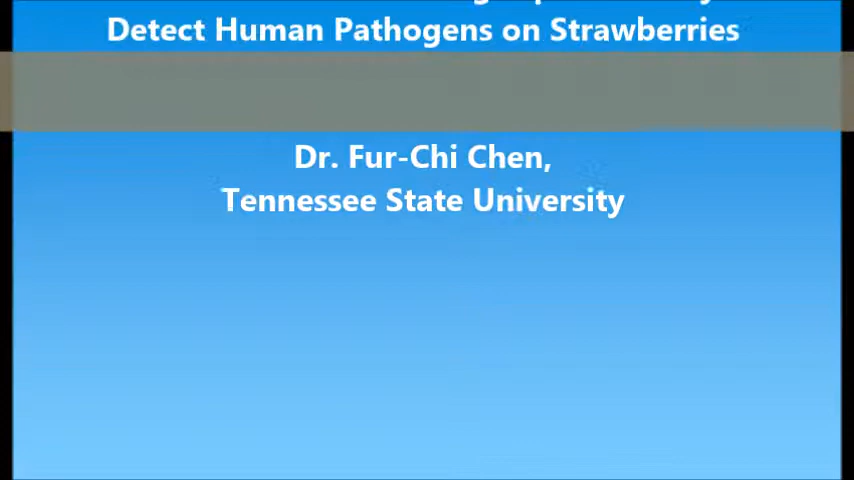 Detect Human Pathogens on Strawberries
Dr. Fur-Chi Chen,
Tennessee State University